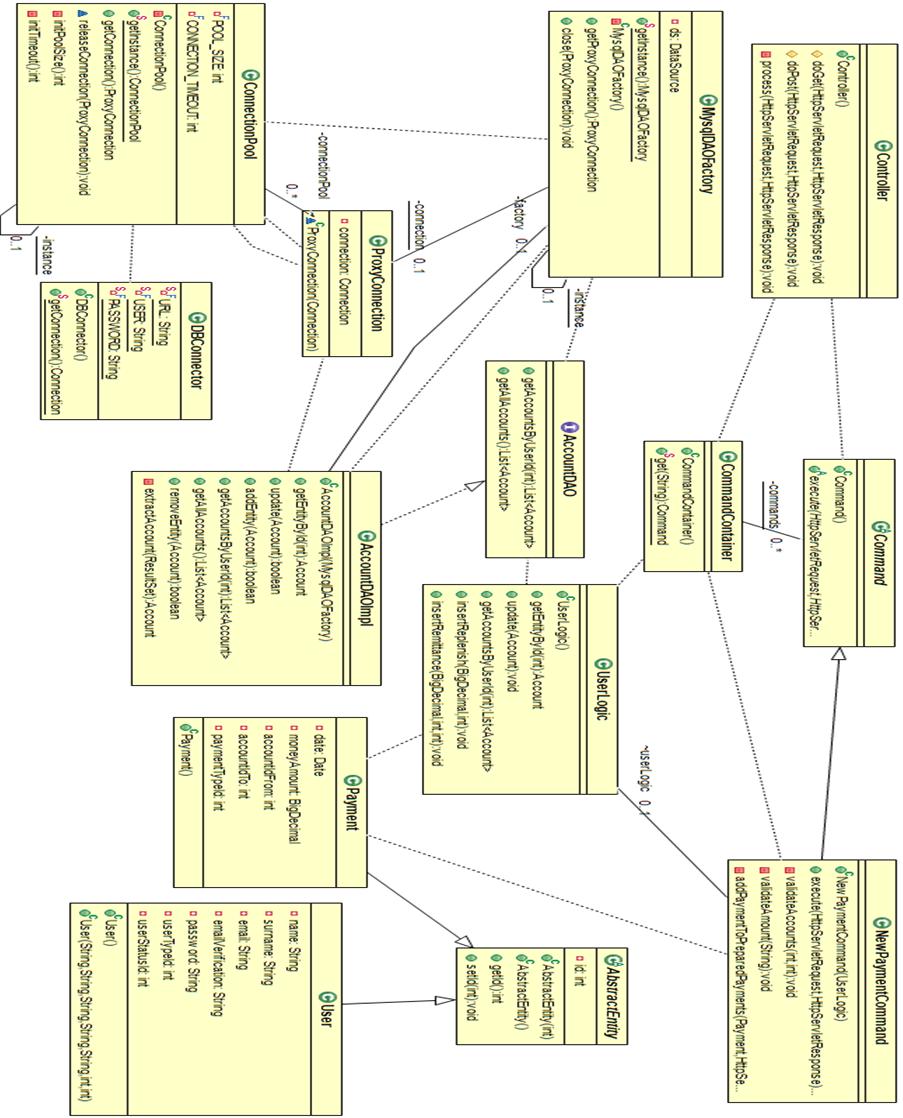 Controller
Controller()
doGet(HttpServletRequest,HttpServletResponse):void
doPost(HttpServletRequest,HttpServletResponse):void
process(HttpServletRequest,HttpServletResponse):void
Command
Command()
execute(HttpServletRequest,HttpSer...
NewPaymentCommand
NewPaymentCommand(UserLogic)
execute(HttpServletRequest,HttpServletResponse)...
validateAccounts(int,int):void
validateAmount(String):void
addPaymentToPreparedPayments(Payment,HttpSe...
-commands 0..*
CommandContainer
CommandContainer()
get(String):Command
MysqlDAOFactory
ds: DataSource
getInstance():MysqlDAOFactory
MysqlDAOFactory()
getProxyConnection():ProxyConnection
close(ProxyConnection):void
-instance
0..1
-factory 0..1
AccountDAO
getAccountsByUserId(int):List<Account>
getAllAccounts():List<Account>
UserLogic
UserLogic()
getEntityById(int):Account
update(Account):void
getAccountsByUserId(int):List<Account>
insertReplenish(BigDecimal,int):void
insertRemittance(BigDecimal,int,int):void
~userLogic 0..1
AbstractEntity
id: int
AbstractEntity(int)
AbstractEntity()
getId():int
setId(int):void
-connection 0..1
ProxyConnection
connection: Connection
ProxyConnection(Connection)
-connectionPool
0..*
AccountDAOImpl
AccountDAOImpl(MysqlDAOFactory)
getEntityById(int):Account
update(Account):boolean
addEntity(Account):boolean
getAccountsByUserId(int):List<Account>
getAllAccounts():List<Account>
removeEntity(Account):boolean
extractAccount(ResultSet):Account
Payment
date: Date
moneyAmount: BigDecimal
accountIdFrom: int
accountIdTo: int
paymentTypeId: int
Payment()
User
name: String
surname: String
email: String
emailVerification: String
password: String
userTypeId: int
userStatusId: int
User()
User(String,String,String,String,String,int,int)
ConnectionPool
POOL_SIZE: int
CONNECTION_TIMEOUT: int
ConnectionPool()
getInstance():ConnectionPool
getConnection():ProxyConnection
releaseConnection(ProxyConnection):void
initPoolSize():int
initTimeout():int
-instance
0..1
DBConnector
URL: String
USER: String
PASSWORD: String
DBConnector()
getConnection():Connection